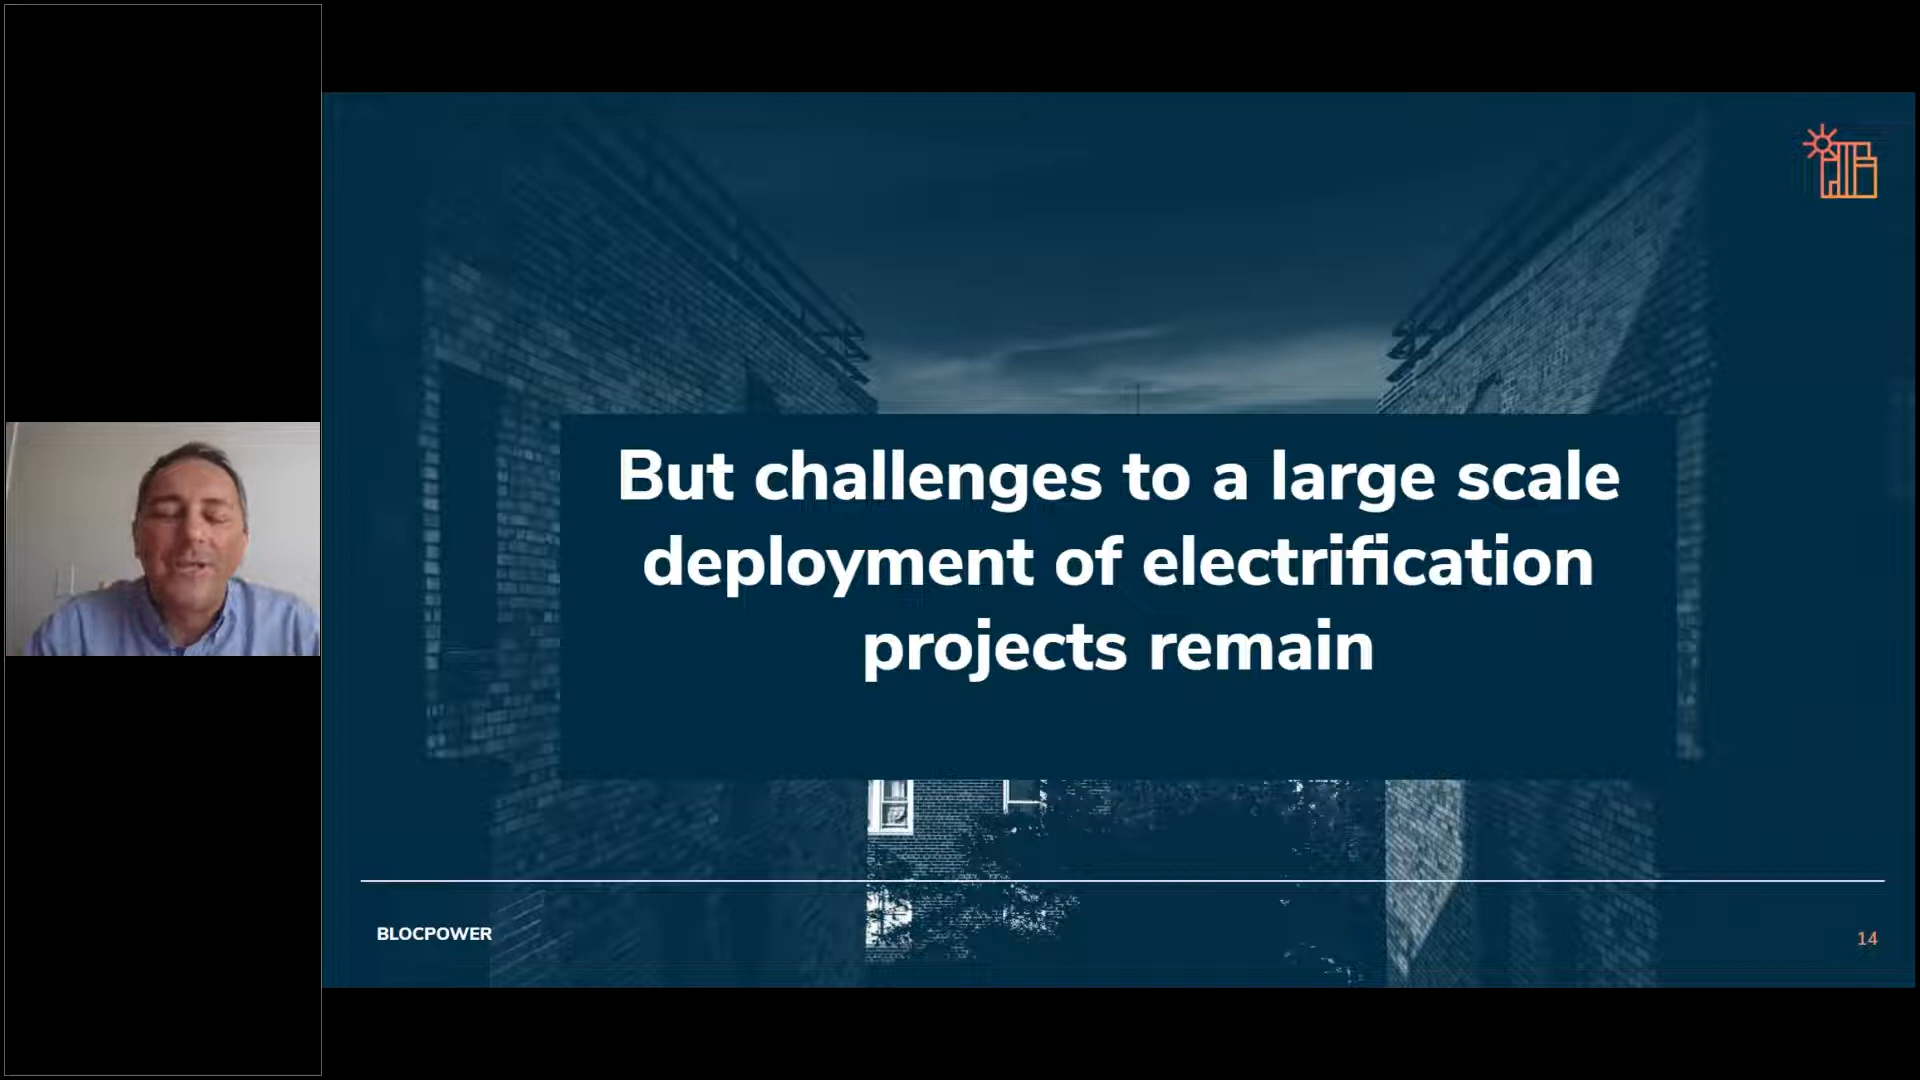 But challenges to a large scale
deployment of electrification
projects remain
BLOCPOWER
14